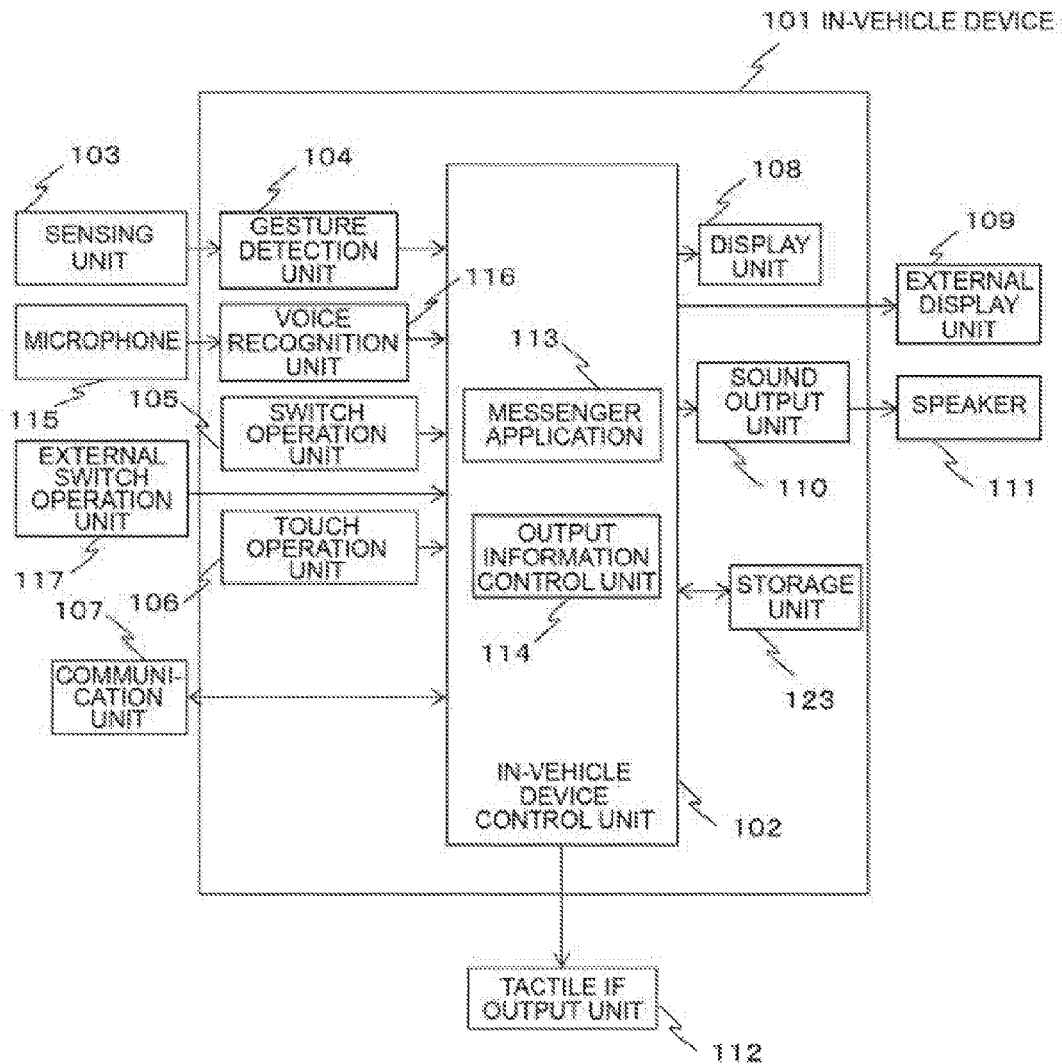 101 IN-VEHICLE DEVICE
103
104
108
SENSING
UNIT
GESTURE
DETECTION
UNIT
DISPLAY
UNIT
109
EXTERNAL
DISPLAY
UNIT
116
MICROPHONE
VOICE
RECOGNITION
UNIT
113
115
105
SWITCH
OPERATION
UNIT
MESSENGER
APPLICATION
SOUND
OUTPUT
UNIT
SPEAKER
110
111
EXTERNAL
SWITCH
OPERATION
UNIT
117
TOUCH
OPERATION
UNIT
106
OUTPUT
INFORMATION
CONTROL UNIT
114
STORAGE
UNIT
123
107
COMMUNI-
CATION
UNIT
IN-VEHICLE
DEVICE
CONTROL UNIT
102
TACTILE IF
OUTPUT UNIT
112